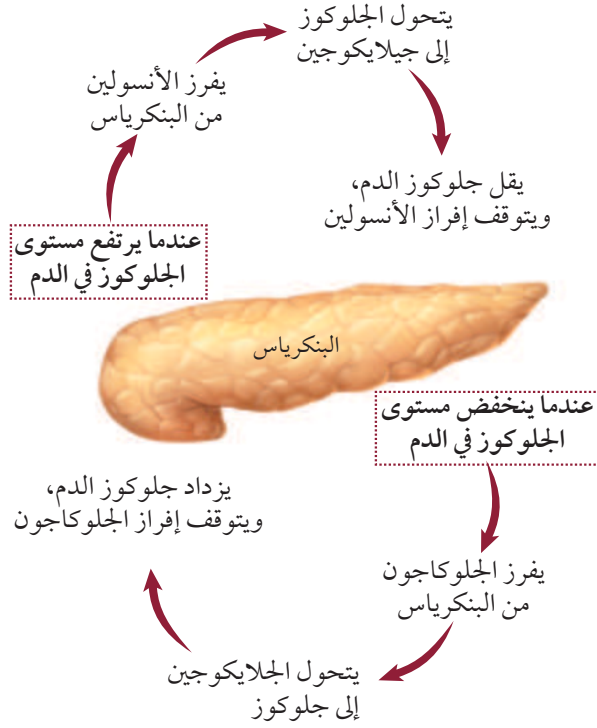 يتحول الجلوكوز
إلى جيلايكوجين
يفرز الأنسولين
من البنكرياس
يقل جلوكوز الدم،
ويتوقف إفراز الأنسولين
عندما يرتفع مستوى
الجلوكوز في الدم
البنكرياس
عندما ينخفض مستوى
الجلوكوز في الدم
يزداد جلوكوز الدم،
ويتوقف إفراز الجلوكاجون
يفرز الجلوكاجون
من البنكرياس
يتحول الجلايكوجين
إلى جلوكوز